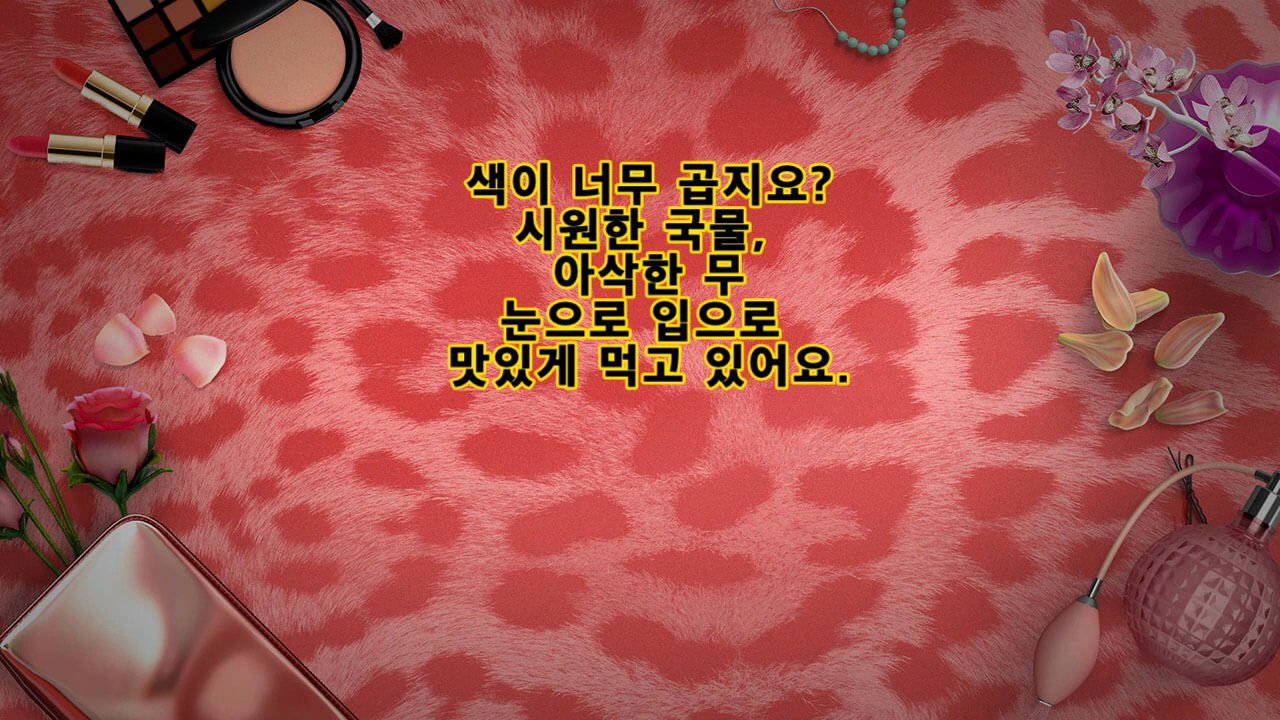 색이 너무 곱지요?
시원한 국물,
아삭한 무
눈으로 입으로
맛있게 먹고 있어요.